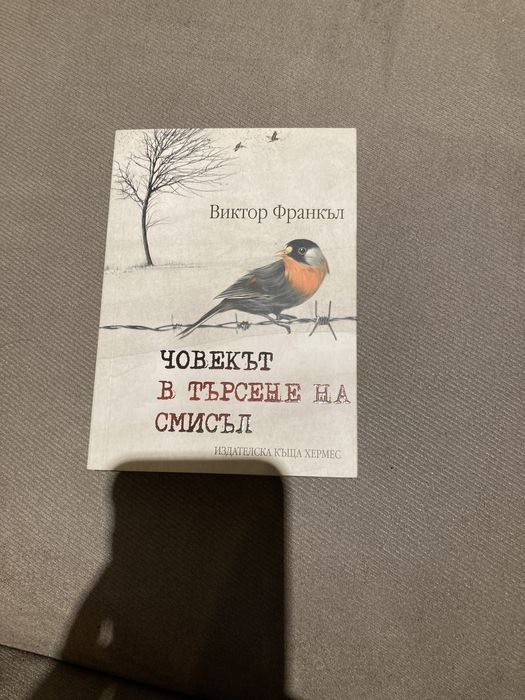 Виктор Франкъл
ЧОВЕКЪТ
В ТЪРСЕНЕ НА
СМИСЪЛ
ИЗДАТЕЛСКА КЪЩА ХЕРМЕС